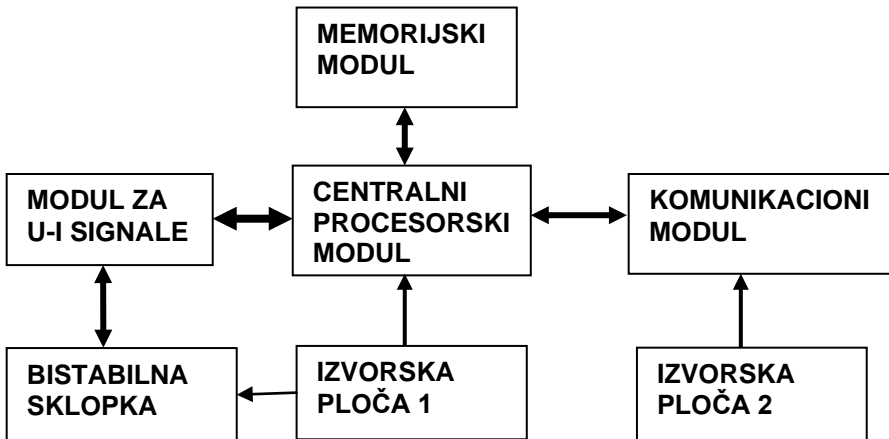 MEMORIJSKI
MODUL
MODUL ZA
U-I SIGNALE
CENTRALNI
PROCESORSKI
MODUL
KOMUNIKACIONI
MODUL
BISTABILNA
SKLOPKA
IZVORSKA
PLOČA 1
IZVORSKA
PLOČA 2